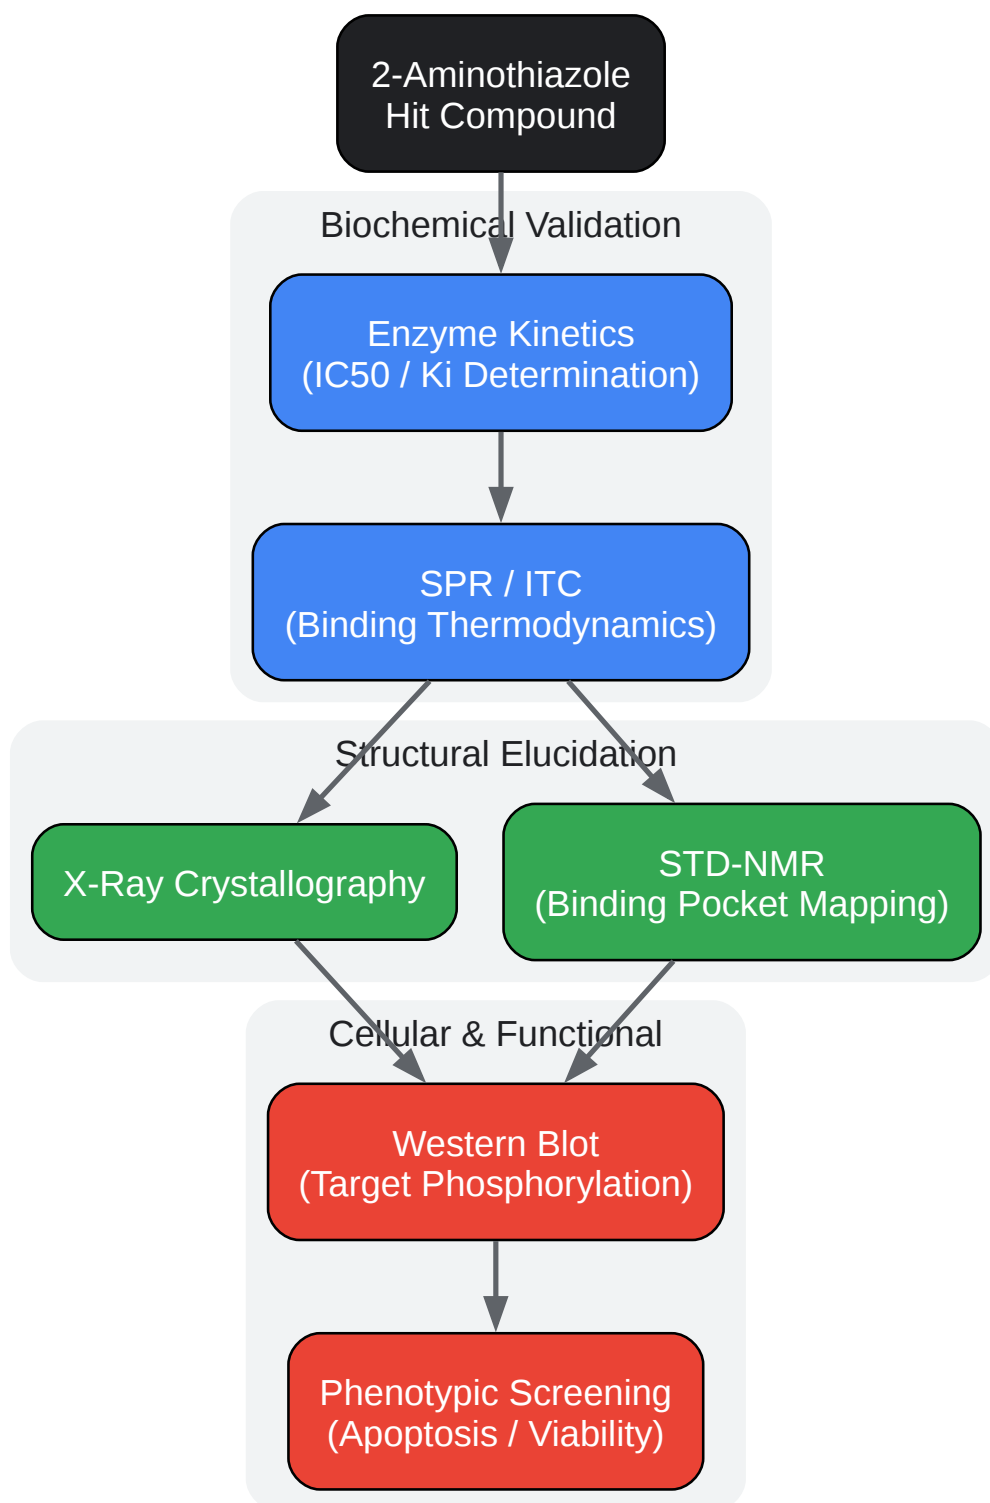 2-Aminothiazole
Hit Compound
Biochemical Validation
Enzyme Kinetics
(IC50 / Ki Determination)
SPR / ITC
(Binding Thermodynamics)
Structural Elucidation
X-Ray Crystallography
STD-NMR
(Binding Pocket Mapping)
Cellular & Functional
Western Blot
(Target Phosphorylation)
Phenotypic Screening
(Apoptosis / Viability)